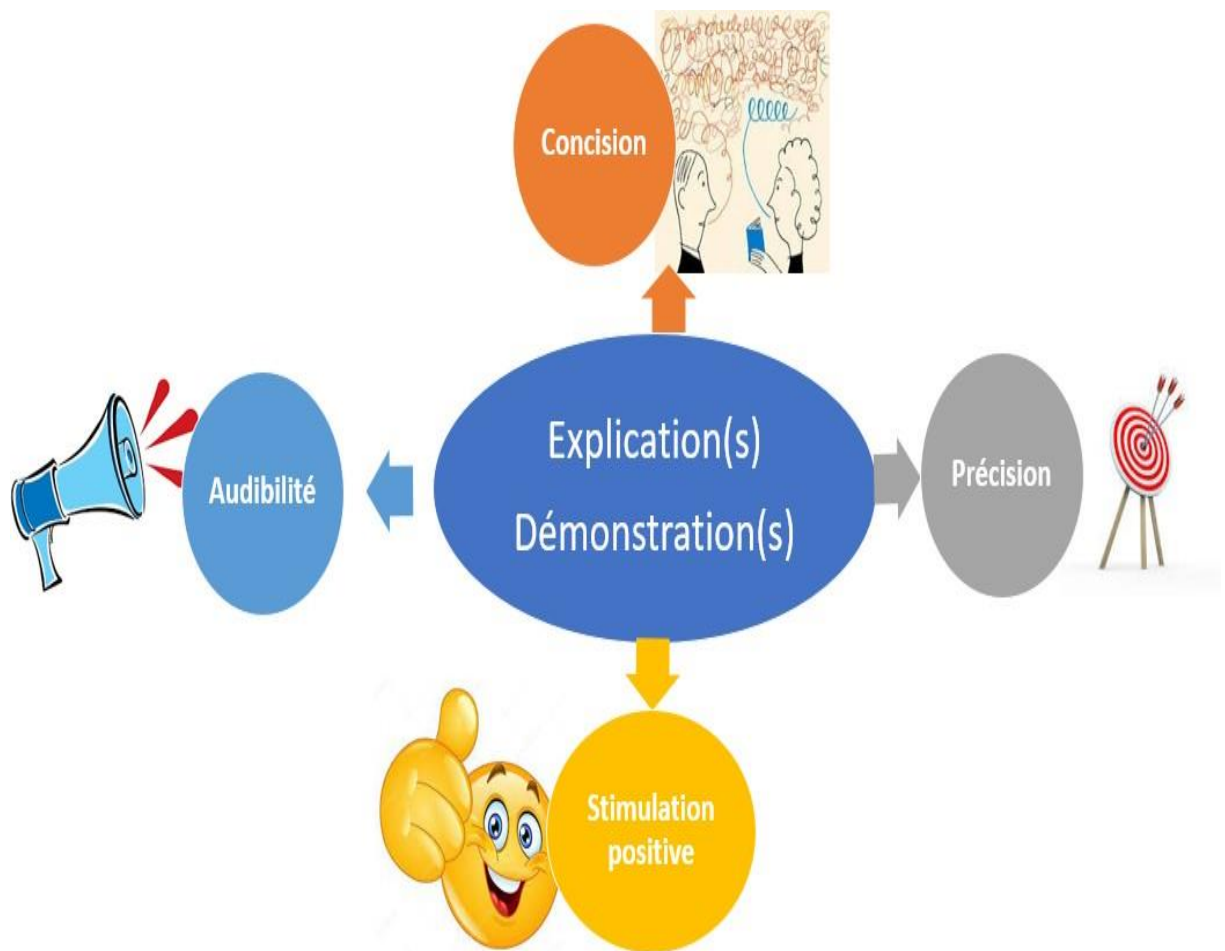 Concision
Explication(s)
Démonstration(s)
Audibilité
Précision
Stimulation
positive